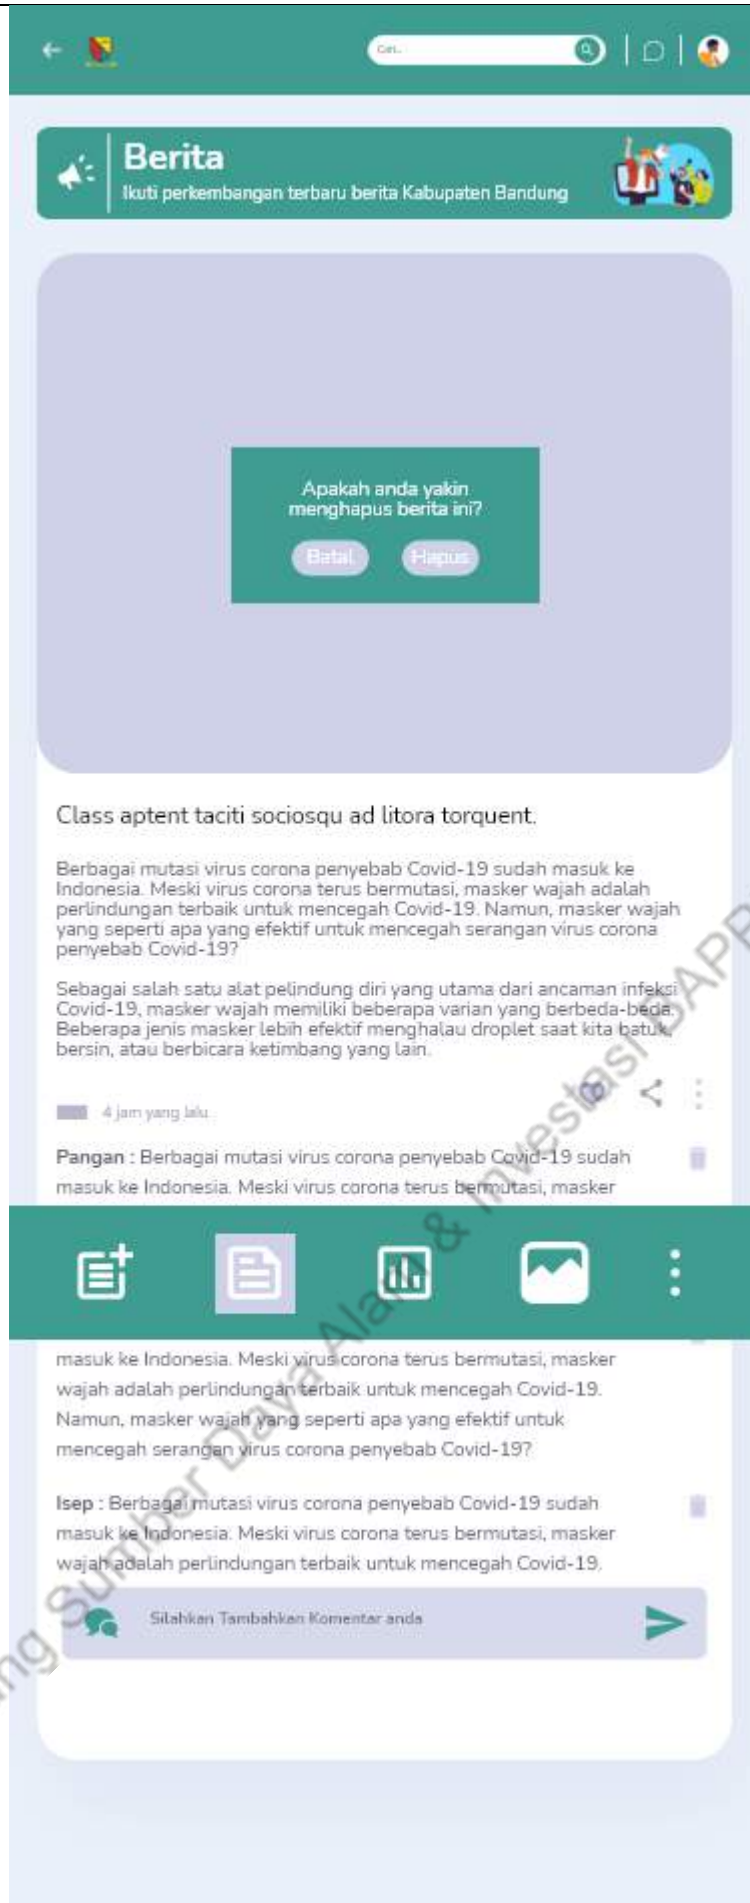 Cari...
Berita
Ikuti perkembangan terbaru berita Kabupaten Bandung
Apakah anda yakin
menghapus berita ini?
Batal
Hapus
Class aptent taciti sociosqu ad litora torquent.
Berbagai mutasi virus corona penyebab Covid-19 sudah masuk ke
Indonesia. Meski virus corona terus bermutasi, masker wajah adalah
perlindungan terbaik untuk mencegah Covid-19. Namun, masker wajah
yang seperti apa yang efektif untuk mencegah serangan virus corona
penyebab Covid-19?
Sebagai salah satu alat pelindung diri yang utama dari ancaman infeksi
Covid-19, masker wajah memiliki beberapa varian yang berbeda-beda.
Beberapa jenis masker lebih efektif menghalau droplet saat kita batuk,
bersin, atau berbicara ketimbang yang lain.
4 jam yang lalu
Pangan : Berbagai mutasi virus corona penyebab Covid-19 sudah
masuk ke Indonesia. Meski virus corona terus bermutasi, masker
masuk ke Indonesia. Meski virus corona terus bermutasi, masker
wajah adalah perlindungan terbaik untuk mencegah Covid-19.
Namun, masker wajah yang seperti apa yang efektif untuk
mencegah serangan virus corona penyebab Covid-19?
Isep : Berbagai mutasi virus corona penyebab Covid-19 sudah
masuk ke Indonesia. Meski virus corona terus bermutasi, masker
wajah adalah perlindungan terbaik untuk mencegah Covid-19.
Silahkan Tambahkan Komentar anda
Sumber Daya Alam & Investasi